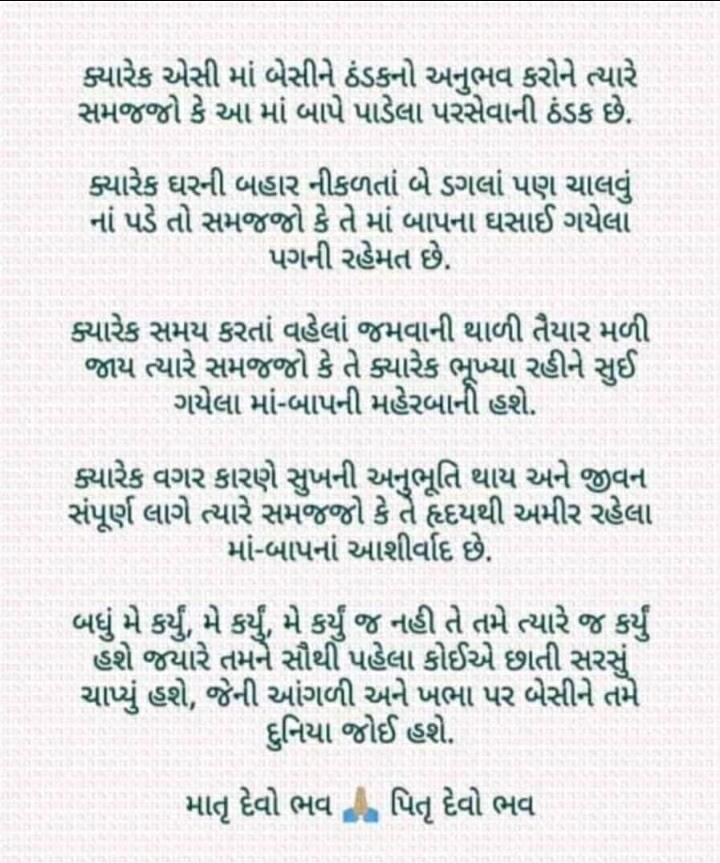 ક્યારેક એસી માં બેસીને ઠંડકનો અનુભવ કરોને ત્યારે
સમજજો કે આ માં બાપે પાડેલા પરસેવાની ઠંડક છે.
ક્યારેક ઘરની બહાર નીકળતાં બે ડગલાં પણ ચાલવું
નાં પડે તો સમજજો કે તે માં બાપના ઘસાઈ ગયેલા
પગની રહેમત છે.
ક્યારેક સમય કરતાં વહેલાં જમવાની થાળી તૈયાર મળી
જાય ત્યારે સમજજો કે તે ક્યારેક ભૂખ્યા રહીને સુઈ
ગયેલા માં-બાપની મહેરબાની હશે.
ક્યારેક વગર કારણે સુખની અનુભૂતિ થાય અને જીવન
સંપૂર્ણ લાગે ત્યારે સમજજો કે તે હૃદયથી અમીર રહેલા
માં-બાપનાં આશીર્વાદ છે.
બધું મે કર્યું, મે કર્યું, મે કર્યું જ નહી તે તમે ત્યારે જ કર્યું
હશે જયારે તમને સૌથી પહેલા કોઈએ છાતી સરસું
ચાપ્યું હશે, જેની આંગળી અને ખભા પર બેસીને તમે
દુનિયા જોઈ હશે.
માતૃ દેવો ભવ 🙏 પિતૃ દેવો ભવ